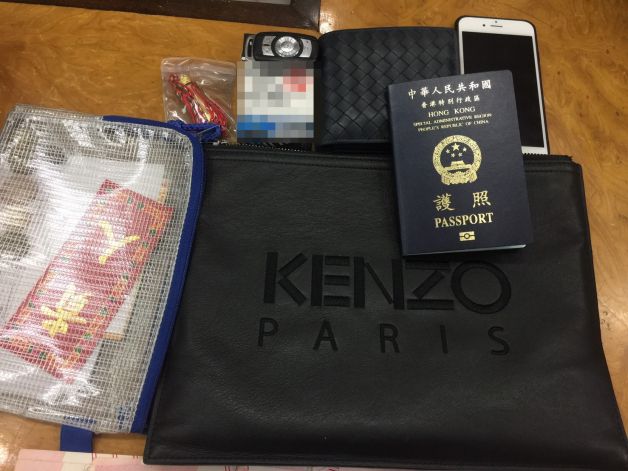 中華人民共和國
香港特別行政區
HONG KONG
SPECIAL ADMINISTRATIVE REGION
PEOPLE'S REPUBLIC OF CHINA
護照
PASSPORT
KENZO
PARIS